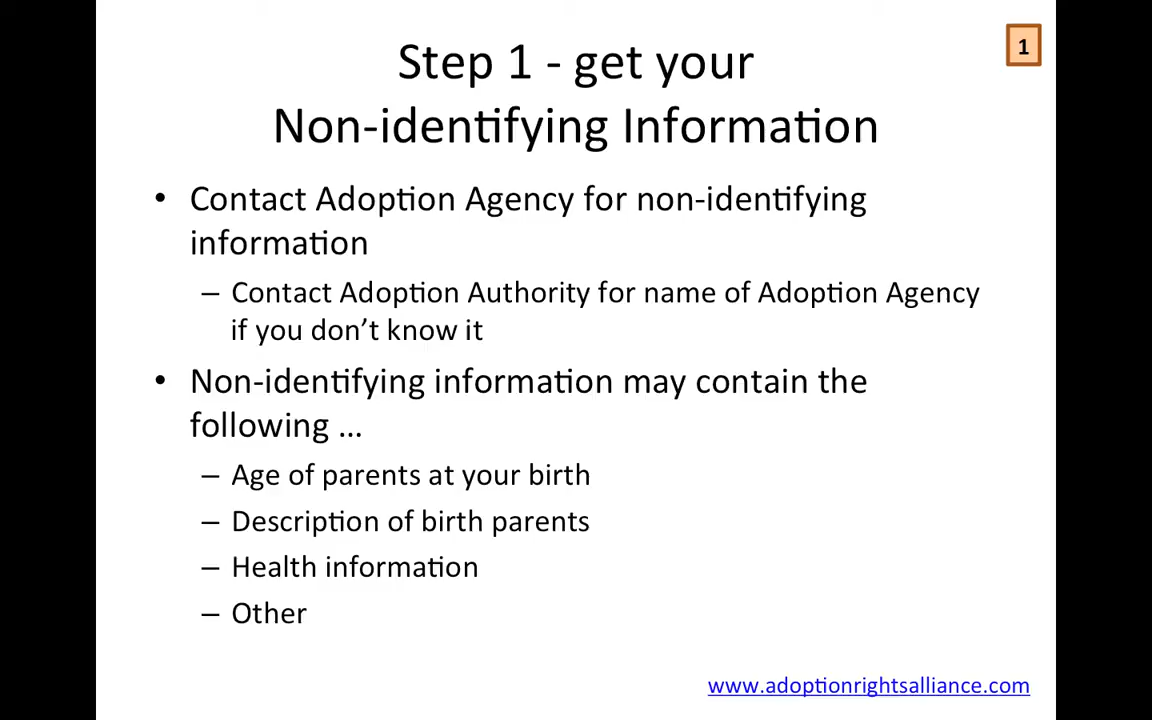 1
Step 1 - get your
Non-identifying Information
• Contact Adoption Agency for non-identifying
information
– Contact Adoption Authority for name of Adoption Agency
if you don’t know it
• Non-identifying information may contain the
following …
– Age of parents at your birth
– Description of birth parents
– Health information
– Other
www.adoptionrightsalliance.com